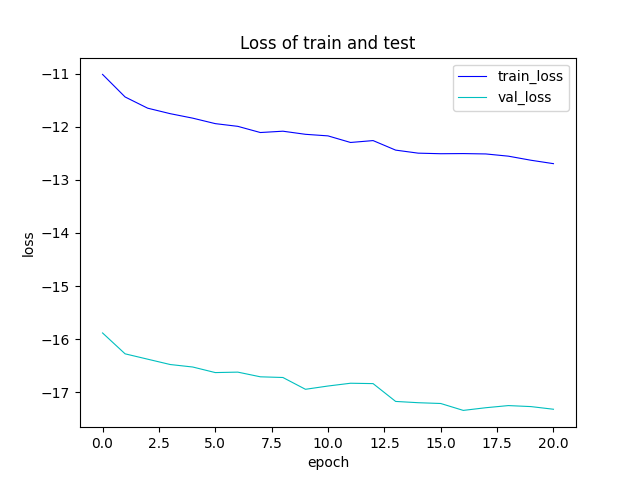 Loss of train and test
train_loss
val_loss
−11
−12
−13
−14
−15
−16
−17
loss
0.0 2.5 5.0 7.5 10.0 12.5 15.0 17.5 20.0
epoch